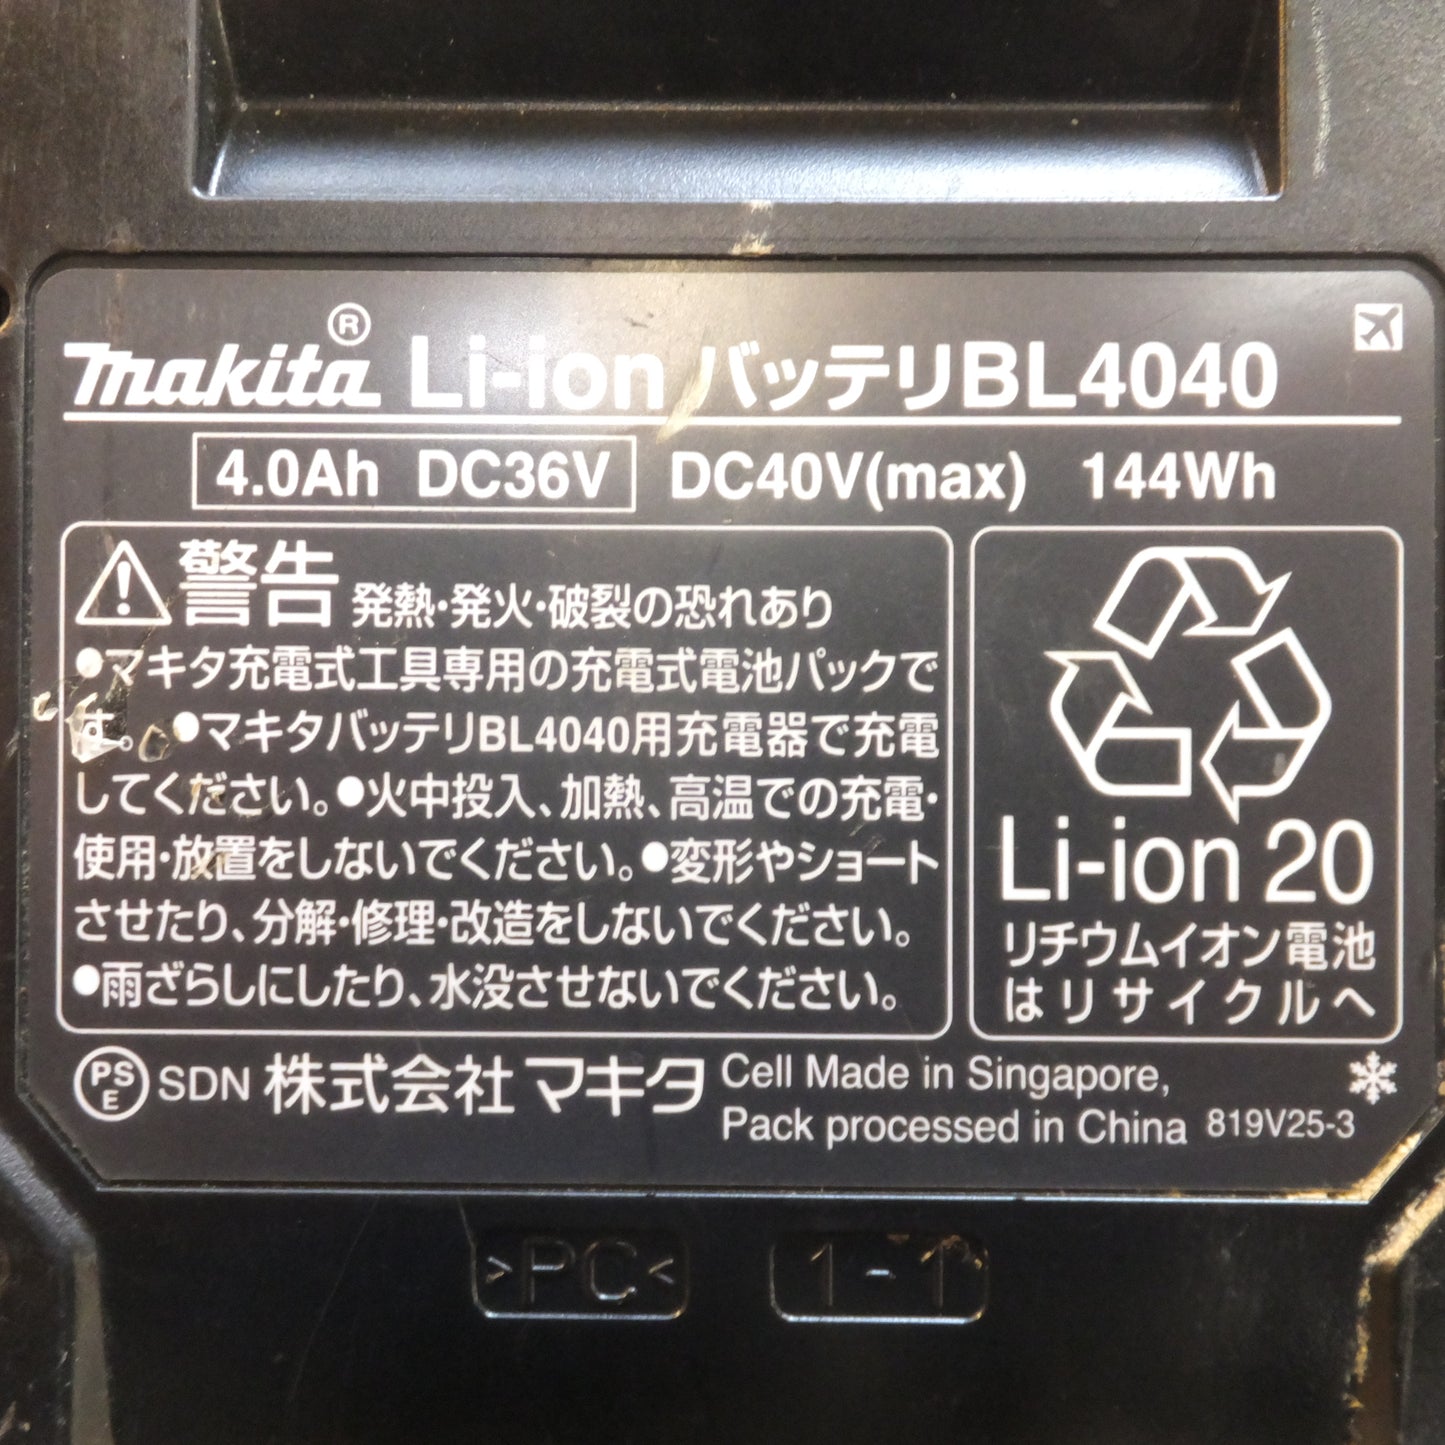 makita® Li-ion バッテリBL4040
4.0Ah DC36V DC40V(max) 144Wh
警告 発熱・発火・破裂の恐れあり
●マキタ充電式工具専用の充電式電池パックで
す。●マキタバッテリBL4040用充電器で充電
してください。●火中投入、加熱、高温での充電・
使用・放置をしないでください。●変形やショート
させたり、分解・修理・改造をしないでください。
●雨ざらしにしたり、水没させないでください。
Li-ion 20
リチウムイオン電池
はリサイクルへ
PSE SDN 株式会社マキタ
Cell Made in Singapore,
Pack processed in China 819V25-3
>PC< 1-1